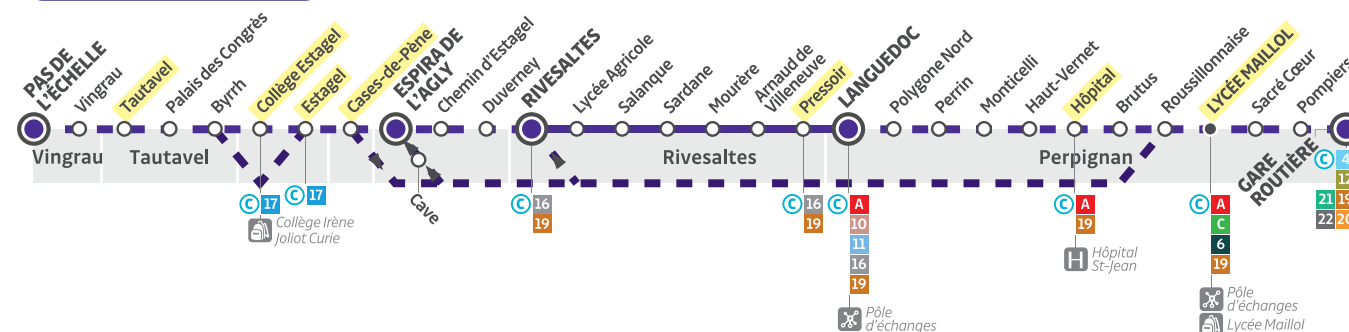 PAS DE
L'ÉCHELLE
Vingrau
Tautavel
Palais des Congrès
Byrrh
Collège Estagel
Estagel
Cases-de-Pène
ESPIRA DE
L'AGLY
Chemin d'Estagel
Duverney
RIVESALTES
Lycée Agricole
Salanque
Sardane
Mourère
Arnaud de
Villeneuve
Pressoir
LANGUEDOC
Polygone Nord
Perrin
Monticelli
Haut-Vernet
Hôpital
Brutus
Roussillonnaise
LYCÉE MAILLOL
Sacré Cœur
Pompiers
Vingrau
Tautavel
Rivesaltes
Perpignan
GARE
ROUTIÈRE
Cave
C 17
Collège Irène
Joliot Curie
C 17
C 16
19
C 16
19
C A
10
11
16
19
Pôle
d'échanges
C A
19
H Hôpital
St-Jean
C A
C
6
19
Pôle
d'échanges
Lycée Maillol
C 4
12
21 19
22 20